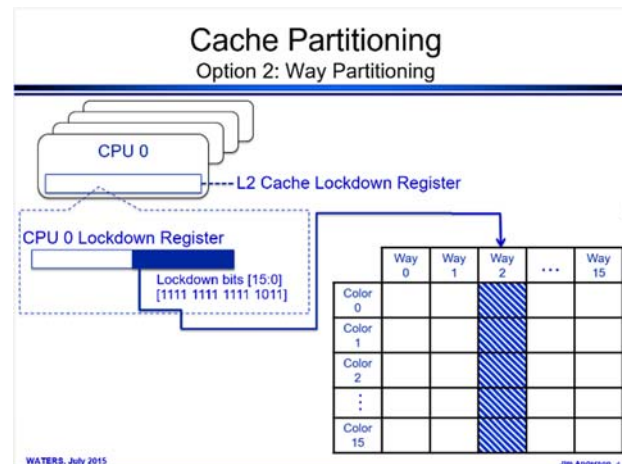 Cache Partitioning
Option 2: Way Partitioning
CPU 0
L2 Cache Lockdown Register
CPU 0 Lockdown Register
Lockdown bits [15:0]
[1111 1111 1111 1011]
Way 0 Way 1 Way 2 ... Way 15
Color 0
Color 1
Color 2
⋮
Color 15
WATERS, July 2015
Jim Anderson